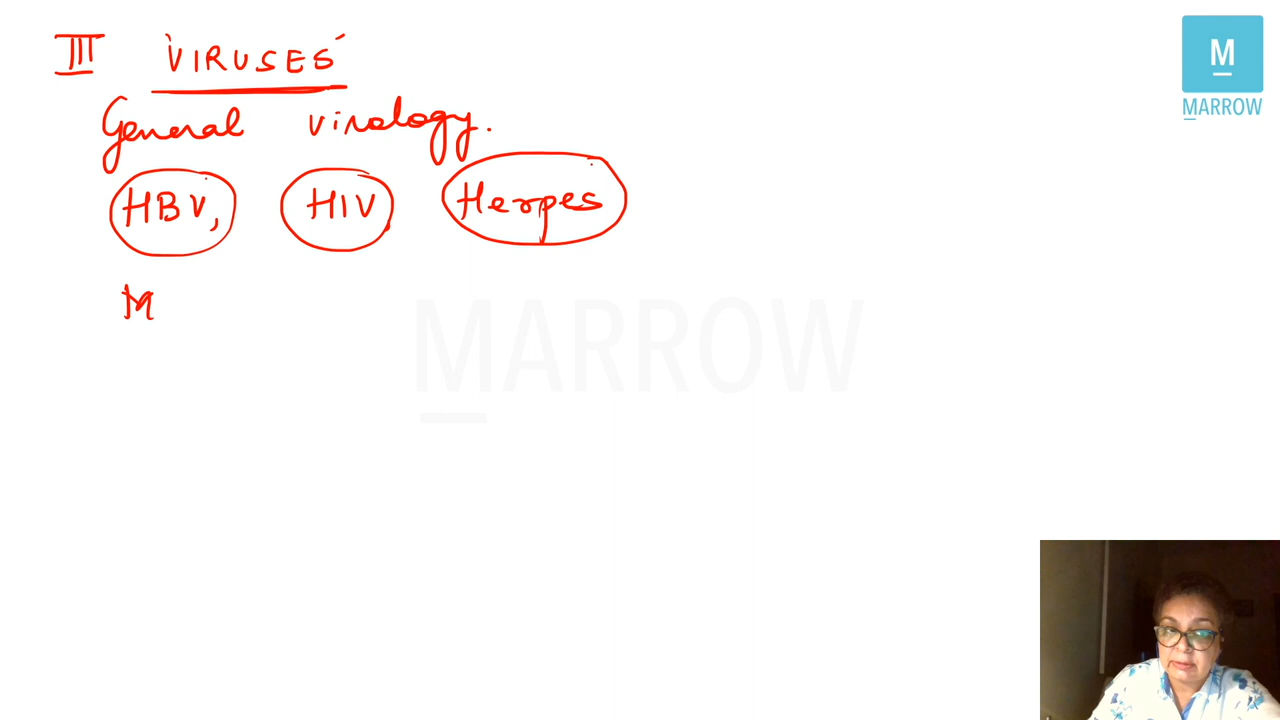 III VIRUSES
General virology.
HBV, HIV Herpes
M
MARROW
M
MARROW